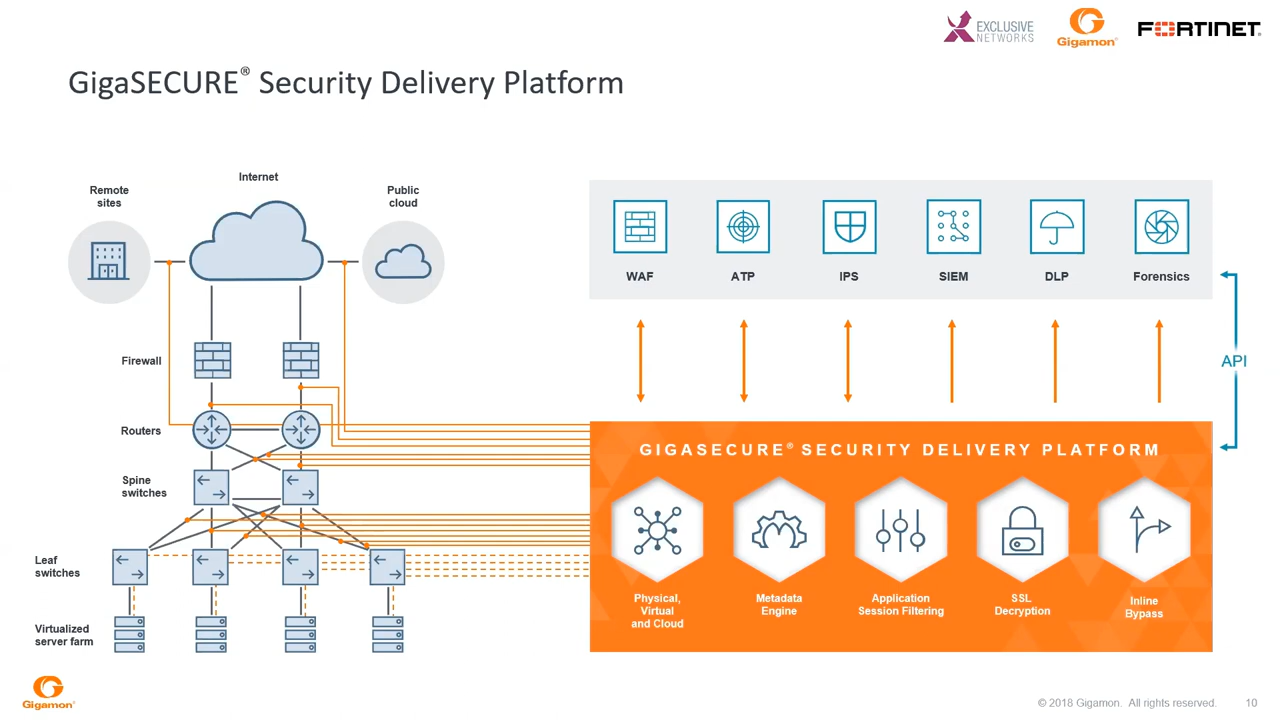 EXCLUSIVE
NETWORKS
Gigamon®
FORTINET®
GigaSECURE® Security Delivery Platform
Internet
Remote
sites
Public
cloud
Firewall
Routers
Spine
switches
Leaf
switches
Virtualized
server farm
WAF
ATP
IPS
SIEM
DLP
Forensics
API
GIGASECURE® SECURITY DELIVERY PLATFORM
Physical,
Virtual
and Cloud
Metadata
Engine
Application
Session Filtering
SSL
Decryption
Inline
Bypass
Gigamon®
© 2018 Gigamon. All rights reserved.
10